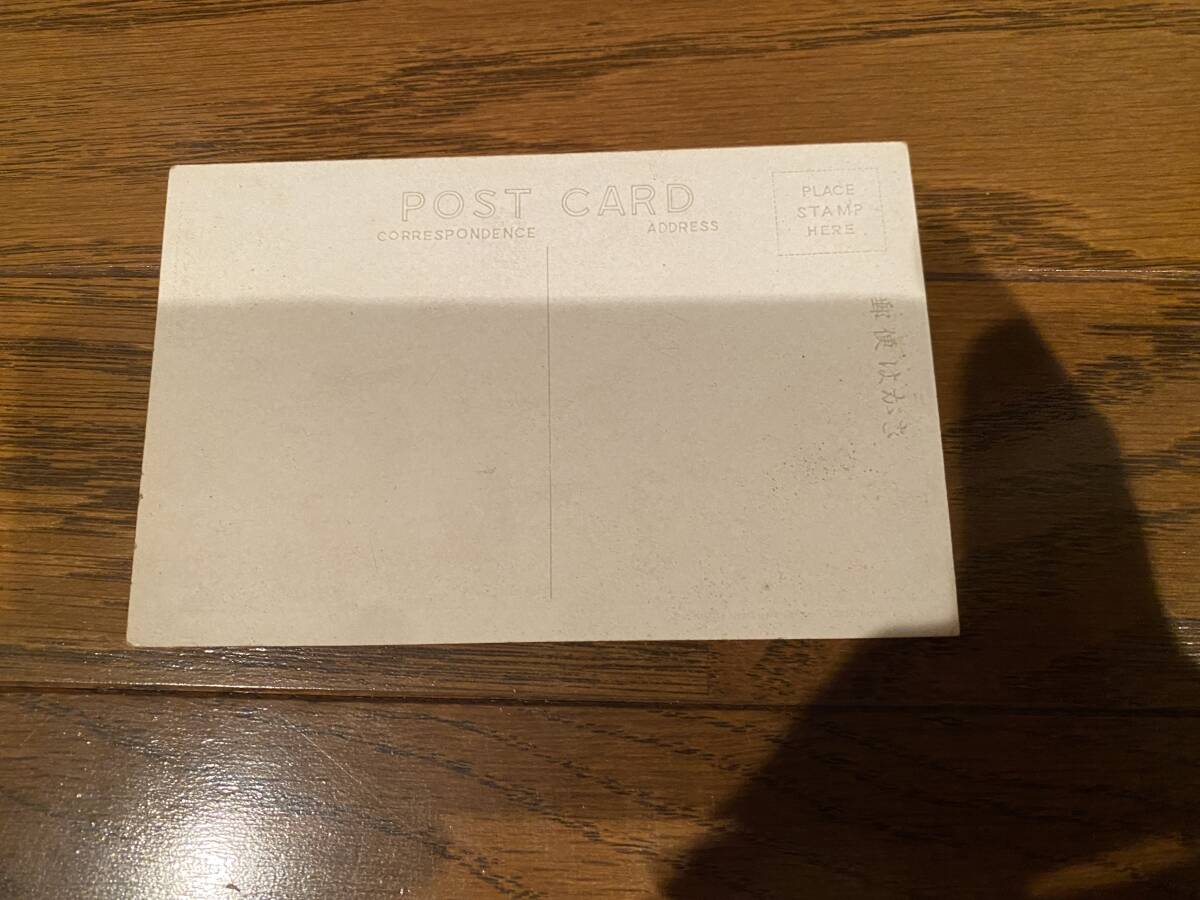 POST CARD
CORRESPONDENCE
ADDRESS
PLACE
STAMP
HERE
郵便はがき